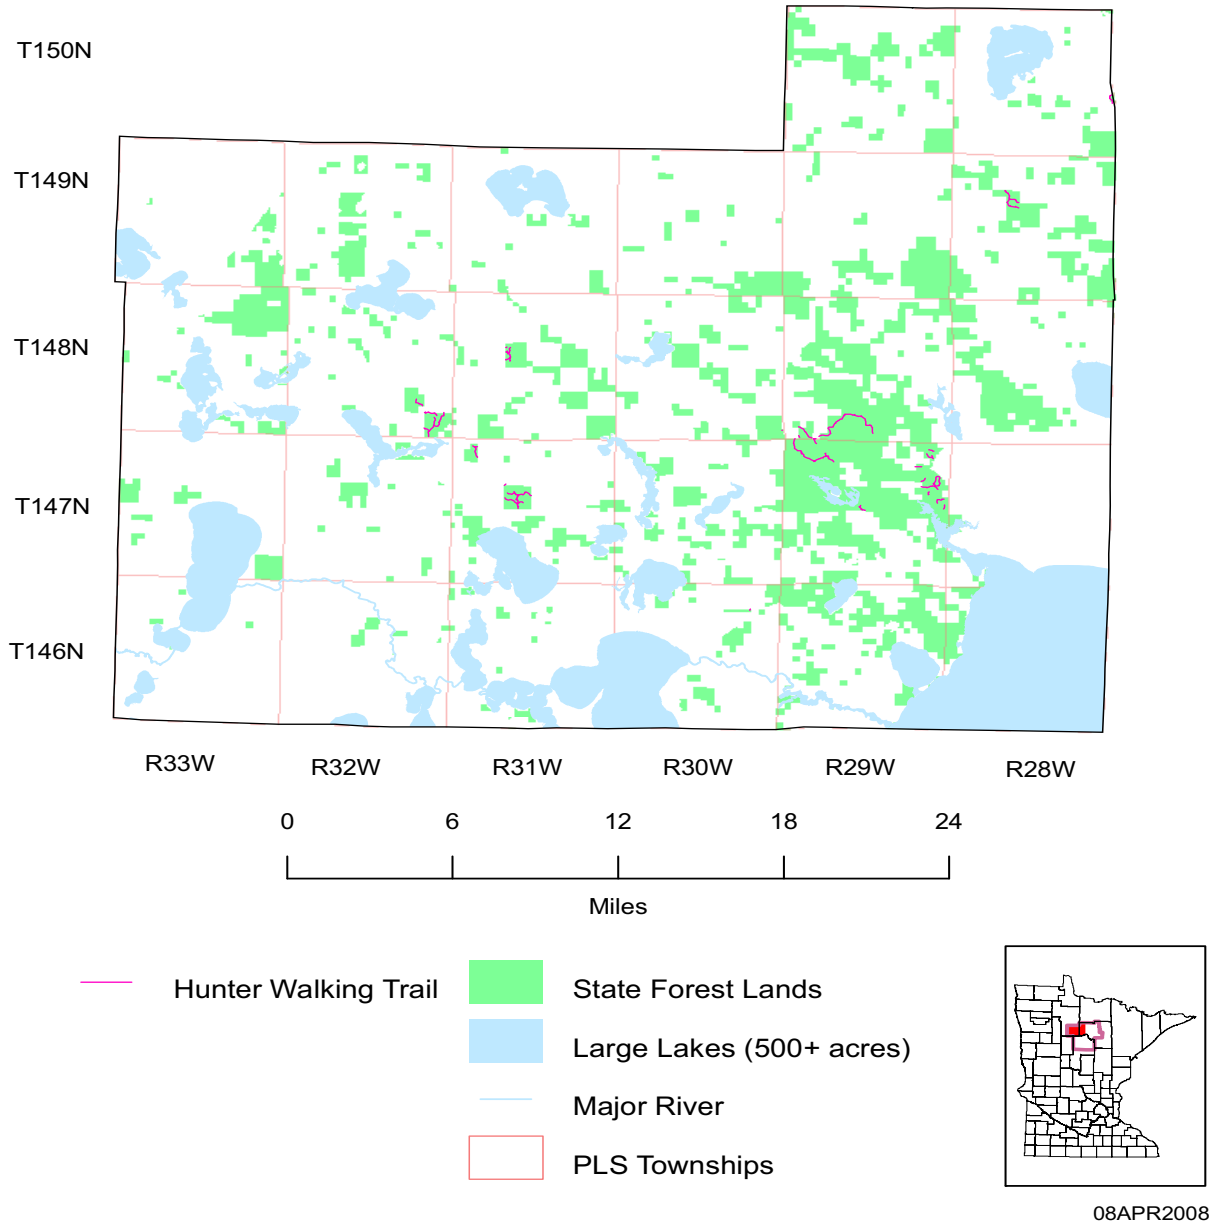 T150N
T149N
T148N
T147N
T146N
R33W R32W R31W R30W R29W R28W
0 6 12 18 24
Miles
Hunter Walking Trail
State Forest Lands
Large Lakes (500+ acres)
Major River
PLS Townships
08APR2008